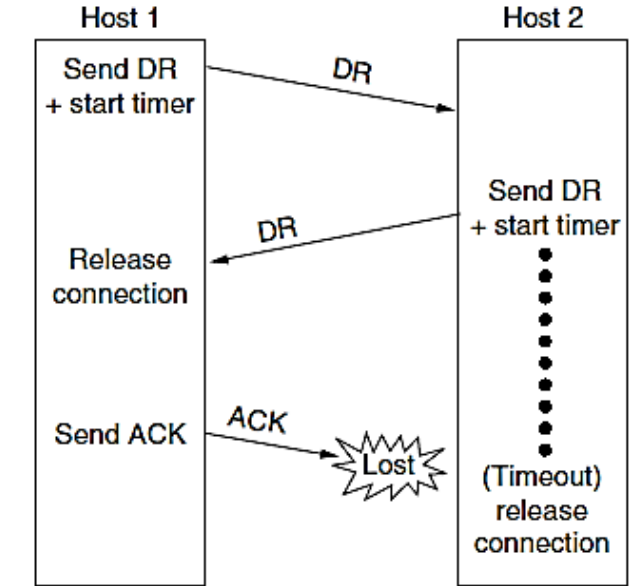 Host 1
Host 2
Send DR
+ start timer
DR
Send DR
+ start timer
DR
Release
connection
Send ACK
ACK
Lost
(Timeout)
release
connection